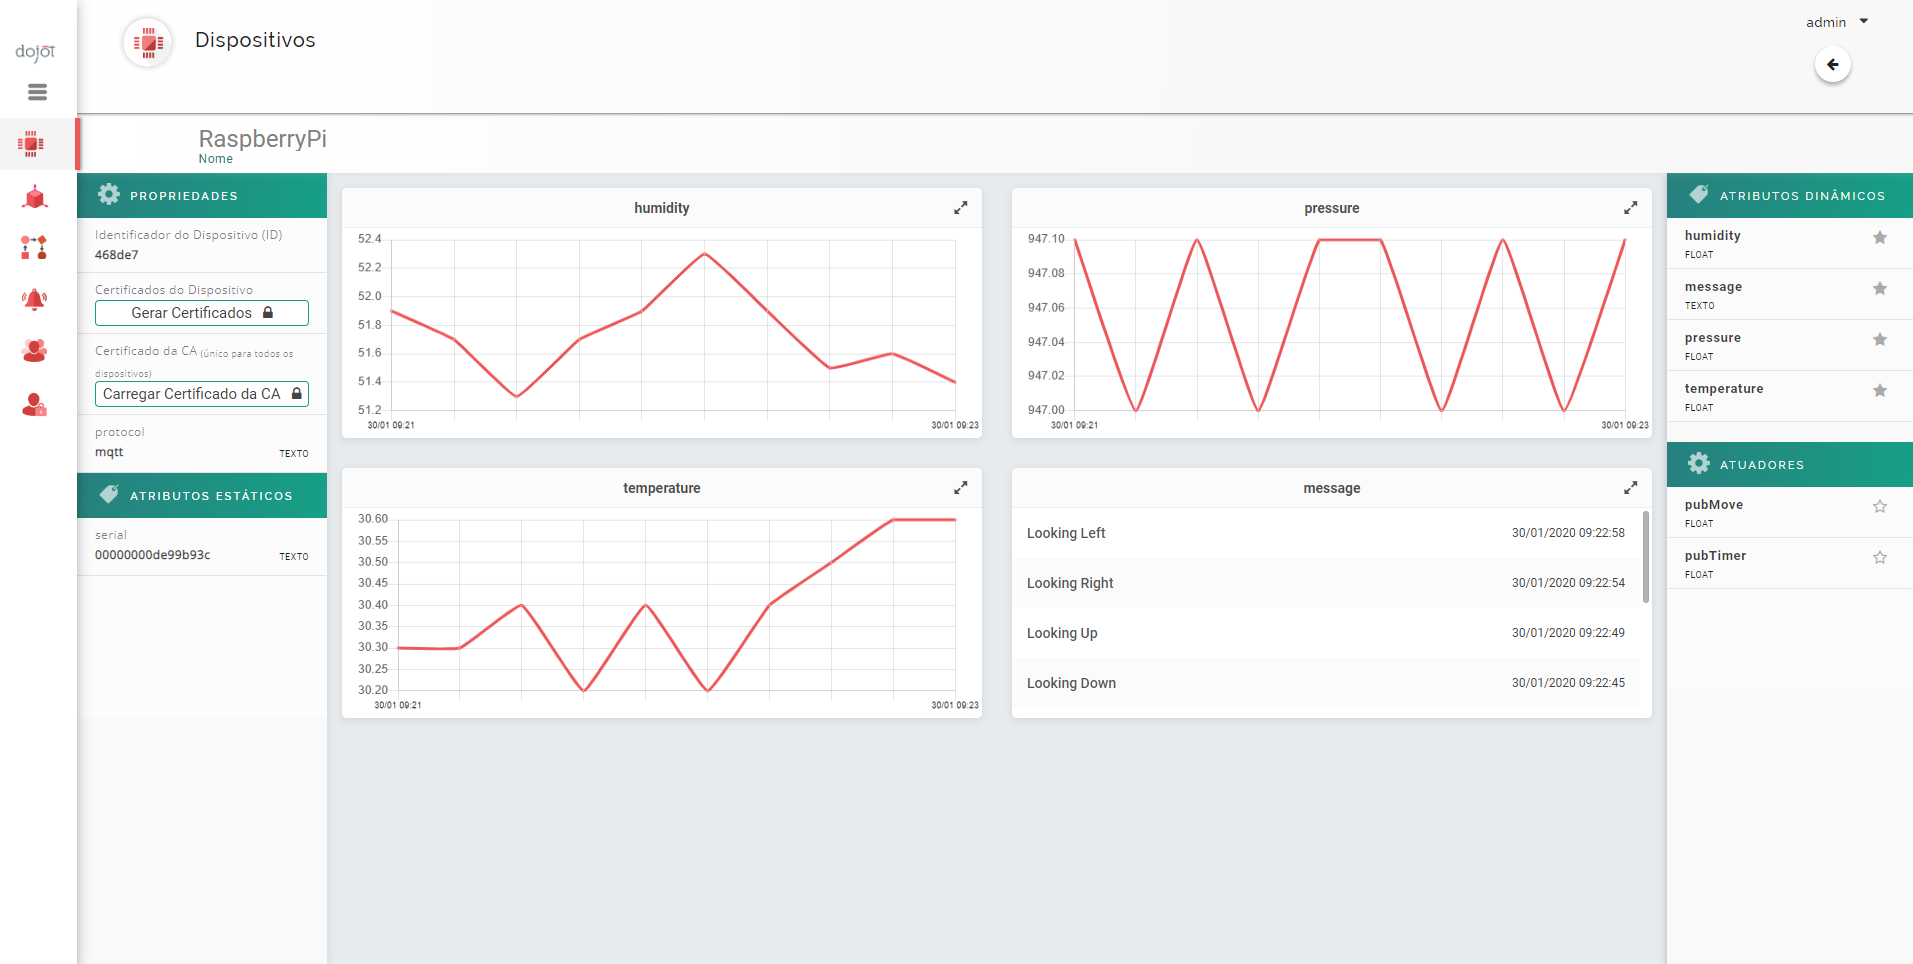 dojot
Dispositivos
admin
RaspberryPi
Nome
PROPRIEDADES
Identificador do Dispositivo (ID)
468de7
Certificados do Dispositivo
Gerar Certificados
Certificado da CA (único para todos os
dispositivos)
Carregar Certificado da CA
protocol
mqtt TEXTO
ATRIBUTOS ESTÁTICOS
serial
00000000de99b93c TEXTO
humidity
52.4
52.2
52.0
51.8
51.6
51.4
51.2
30/01 09:21 30/01 09:23
pressure
947.10
947.08
947.06
947.04
947.02
947.00
30/01 09:21 30/01 09:23
temperature
30.60
30.55
30.50
30.45
30.40
30.35
30.30
30.25
30.20
30/01 09:21 30/01 09:23
message
Looking Left 30/01/2020 09:22:58
Looking Right 30/01/2020 09:22:54
Looking Up 30/01/2020 09:22:49
Looking Down 30/01/2020 09:22:45
ATRIBUTOS DINÂMICOS
humidity
FLOAT
message
TEXTO
pressure
FLOAT
temperature
FLOAT
ATUADORES
pubMove
FLOAT
pubTimer
FLOAT